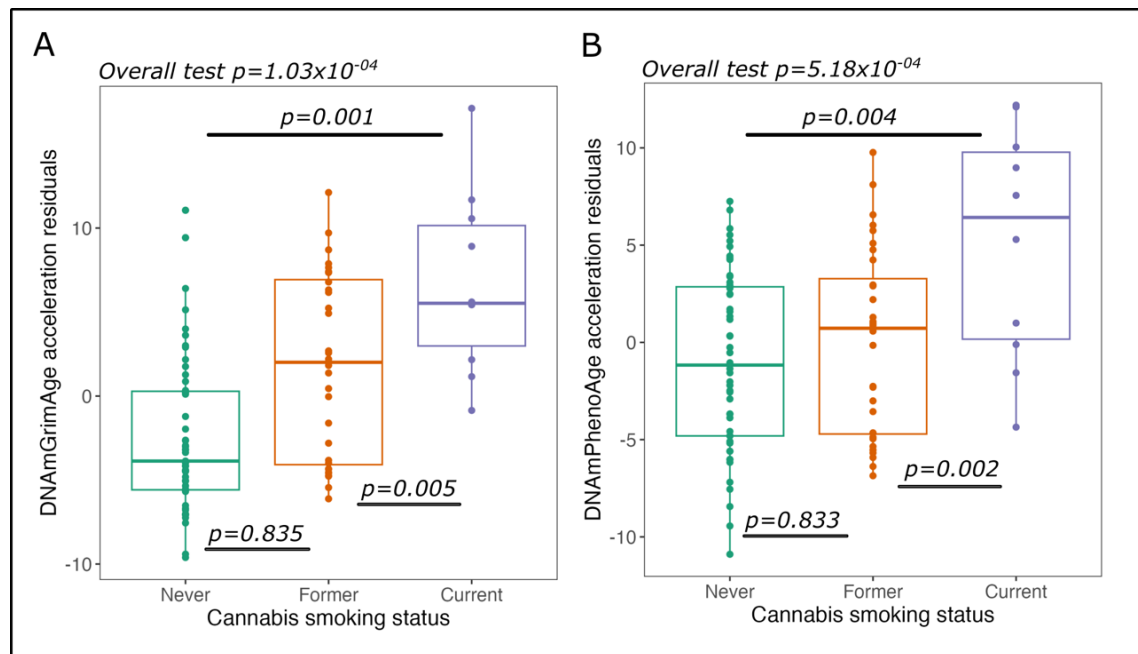 A
Overall test p=1.03x10⁻⁰⁴
p=0.001
p=0.005
p=0.835
10
0
-10
DNAmGrimAge acceleration residuals
Never Former Current
Cannabis smoking status
B
Overall test p=5.18x10⁻⁰⁴
p=0.004
p=0.002
p=0.833
10
5
0
-5
-10
DNAmPhenoAge acceleration residuals
Never Former Current
Cannabis smoking status